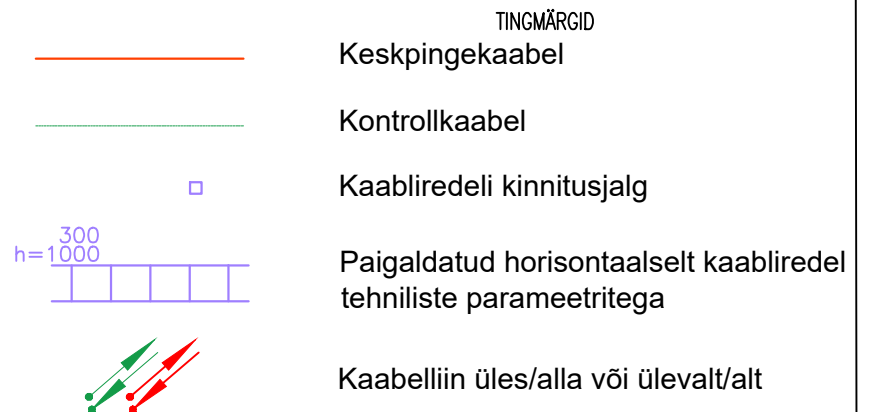 TINGMÄRGID
Keskpingekaabel
Kontrollkaabel
Kaabliredeli kinnitusjalg
300
h=1000
Paigaldatud horisontaalselt kaabliredel
tehniliste parameetritega
Kaabelliin üles/alla või ülevalt/alt